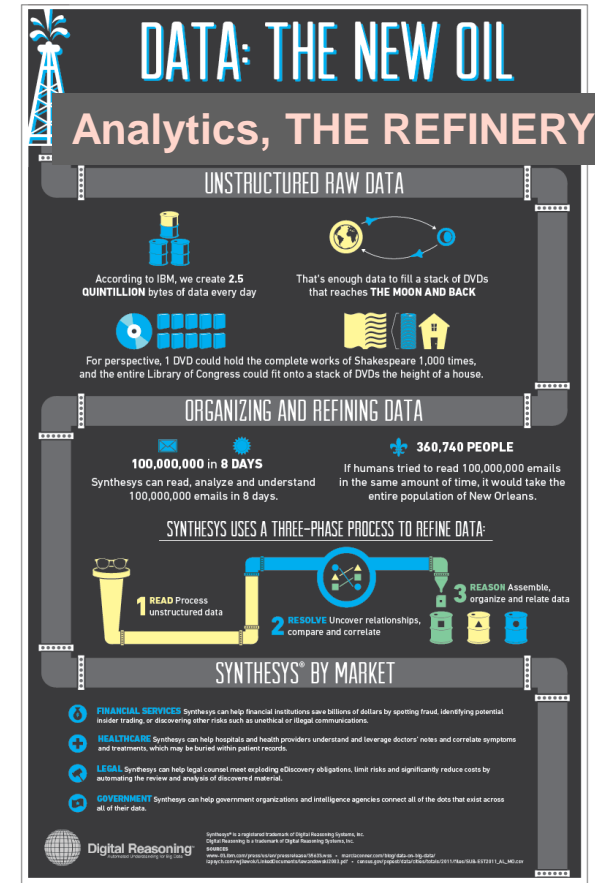 DATA: THE NEW OIL
Analytics, THE REFINERY
UNSTRUCTURED RAW DATA
According to IBM, we create 2.5
QUINTILLION bytes of data every day
That's enough data to fill a stack of DVDs
that reaches THE MOON AND BACK
For perspective, 1 DVD could hold the complete works of Shakespeare 1,000 times,
and the entire Library of Congress could fit onto a stack of DVDs the height of a house.
ORGANIZING AND REFINING DATA
100,000,000 in 8 DAYS
Synthesys can read, analyze and understand
100,000,000 emails in 8 days.
360,740 PEOPLE
If humans tried to read 100,000,000 emails
in the same amount of time, it would take the
entire population of New Orleans.
SYNTHESYS USES A THREE-PHASE PROCESS TO REFINE DATA:
1 READ Process
unstructured data
2 RESOLVE Uncover relationships,
compare and correlate
3 REASON Assemble,
organize and relate data
SYNTHESYS® BY MARKET
FINANCIAL SERVICES Synthesys can help financial institutions save billions of dollars by spotting fraud, identifying potential
insider trading, or discovering other risks such as unethical or illegal communications.
HEALTHCARE Synthesys can help hospitals and health providers understand and leverage doctors' notes and correlate symptoms
and treatments, which may be buried within patient records.
LEGAL Synthesys can help legal counsel meet exploding eDiscovery obligations, limit risks and significantly reduce costs by
automating the review and analysis of discovered material.
GOVERNMENT Synthesys can help government organizations and intelligence agencies connect all of the dots that exist across
all of their data.
Digital Reasoning
Automated Understanding for Big Data
Synthesys® is a registered trademark of Digital Reasoning Systems, Inc.
Digital Reasoning is a trademark of Digital Reasoning Systems, Inc.
SOURCES